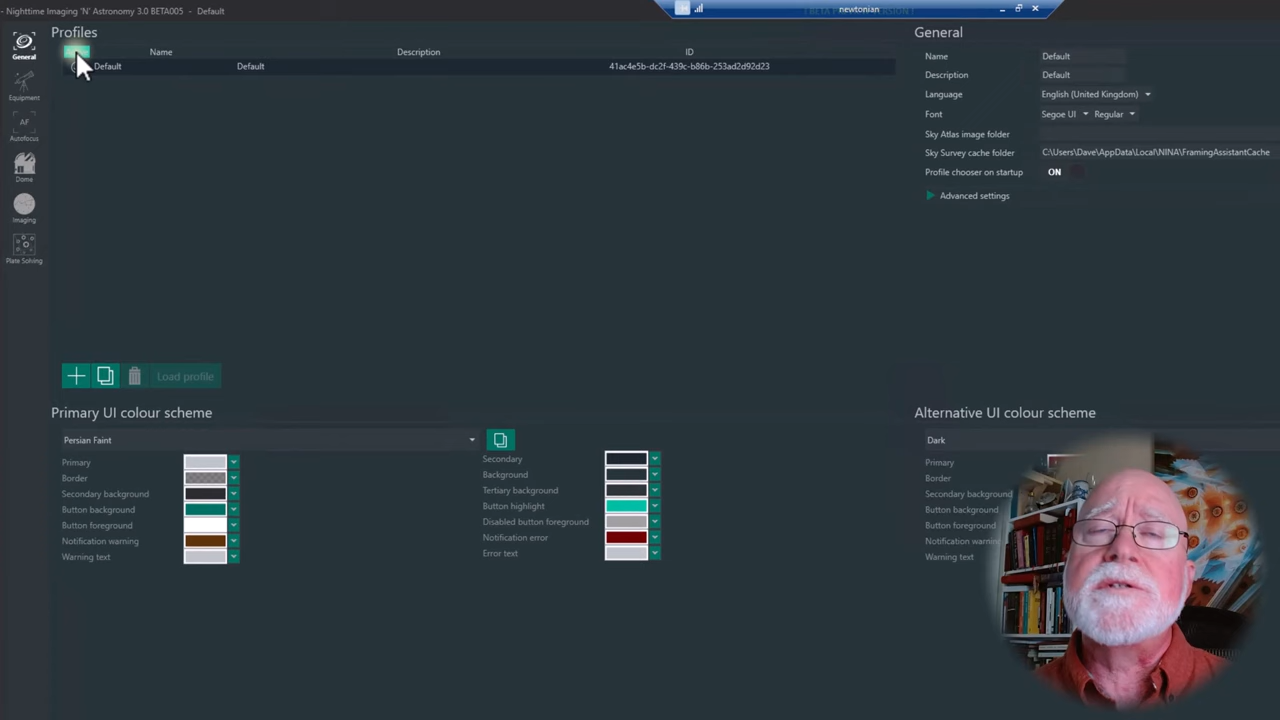 - Nighttime Imaging 'N' Astronomy 3.0 BETA005 - Default
newtonian
General
Equipment
AF
Autofocus
Dome
Imaging
Plate Solving
Profiles
Name Description ID
Default Default 41ac4e5b-dc2f-439c-b86b-253ad2d92d23
Load profile
General
Name Default
Description Default
Language English (United Kingdom)
Font Segoe UI Regular
Sky Atlas image folder
Sky Survey cache folder C:\Users\Dave\AppData\Local\NINA\FramingAssistantCache
Profile chooser on startup ON
Advanced settings
Primary UI colour scheme
Persian Faint
Primary
Border
Secondary background
Button background
Button foreground
Notification warning
Warning text
Secondary
Background
Tertiary background
Button highlight
Disabled button foreground
Notification error
Error text
Alternative UI colour scheme
Dark
Primary
Border
Secondary background
Button background
Button foreground
Notification warning
Warning text